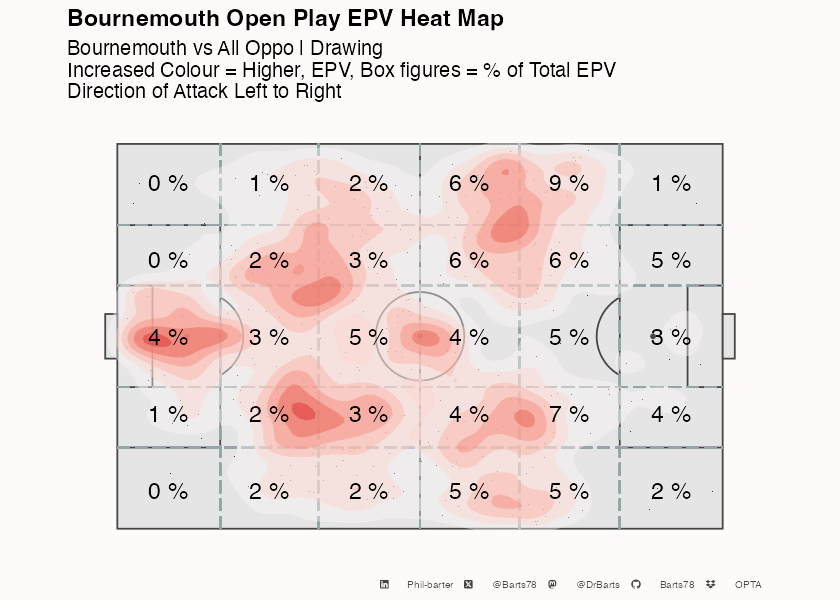 Bournemouth Open Play EPV Heat Map
Bournemouth vs All Oppo | Drawing
Increased Colour = Higher, EPV, Box figures = % of Total EPV
Direction of Attack Left to Right
0 % 1 % 2 % 6 % 9 % 1 %
0 % 2 % 3 % 6 % 6 % 5 %
4 % 3 % 5 % 4 % 5 % 8 %
1 % 2 % 3 % 4 % 7 % 4 %
0 % 2 % 2 % 5 % 5 % 2 %
Phil-barter @Barts78 @DrBarts Barts78 OPTA